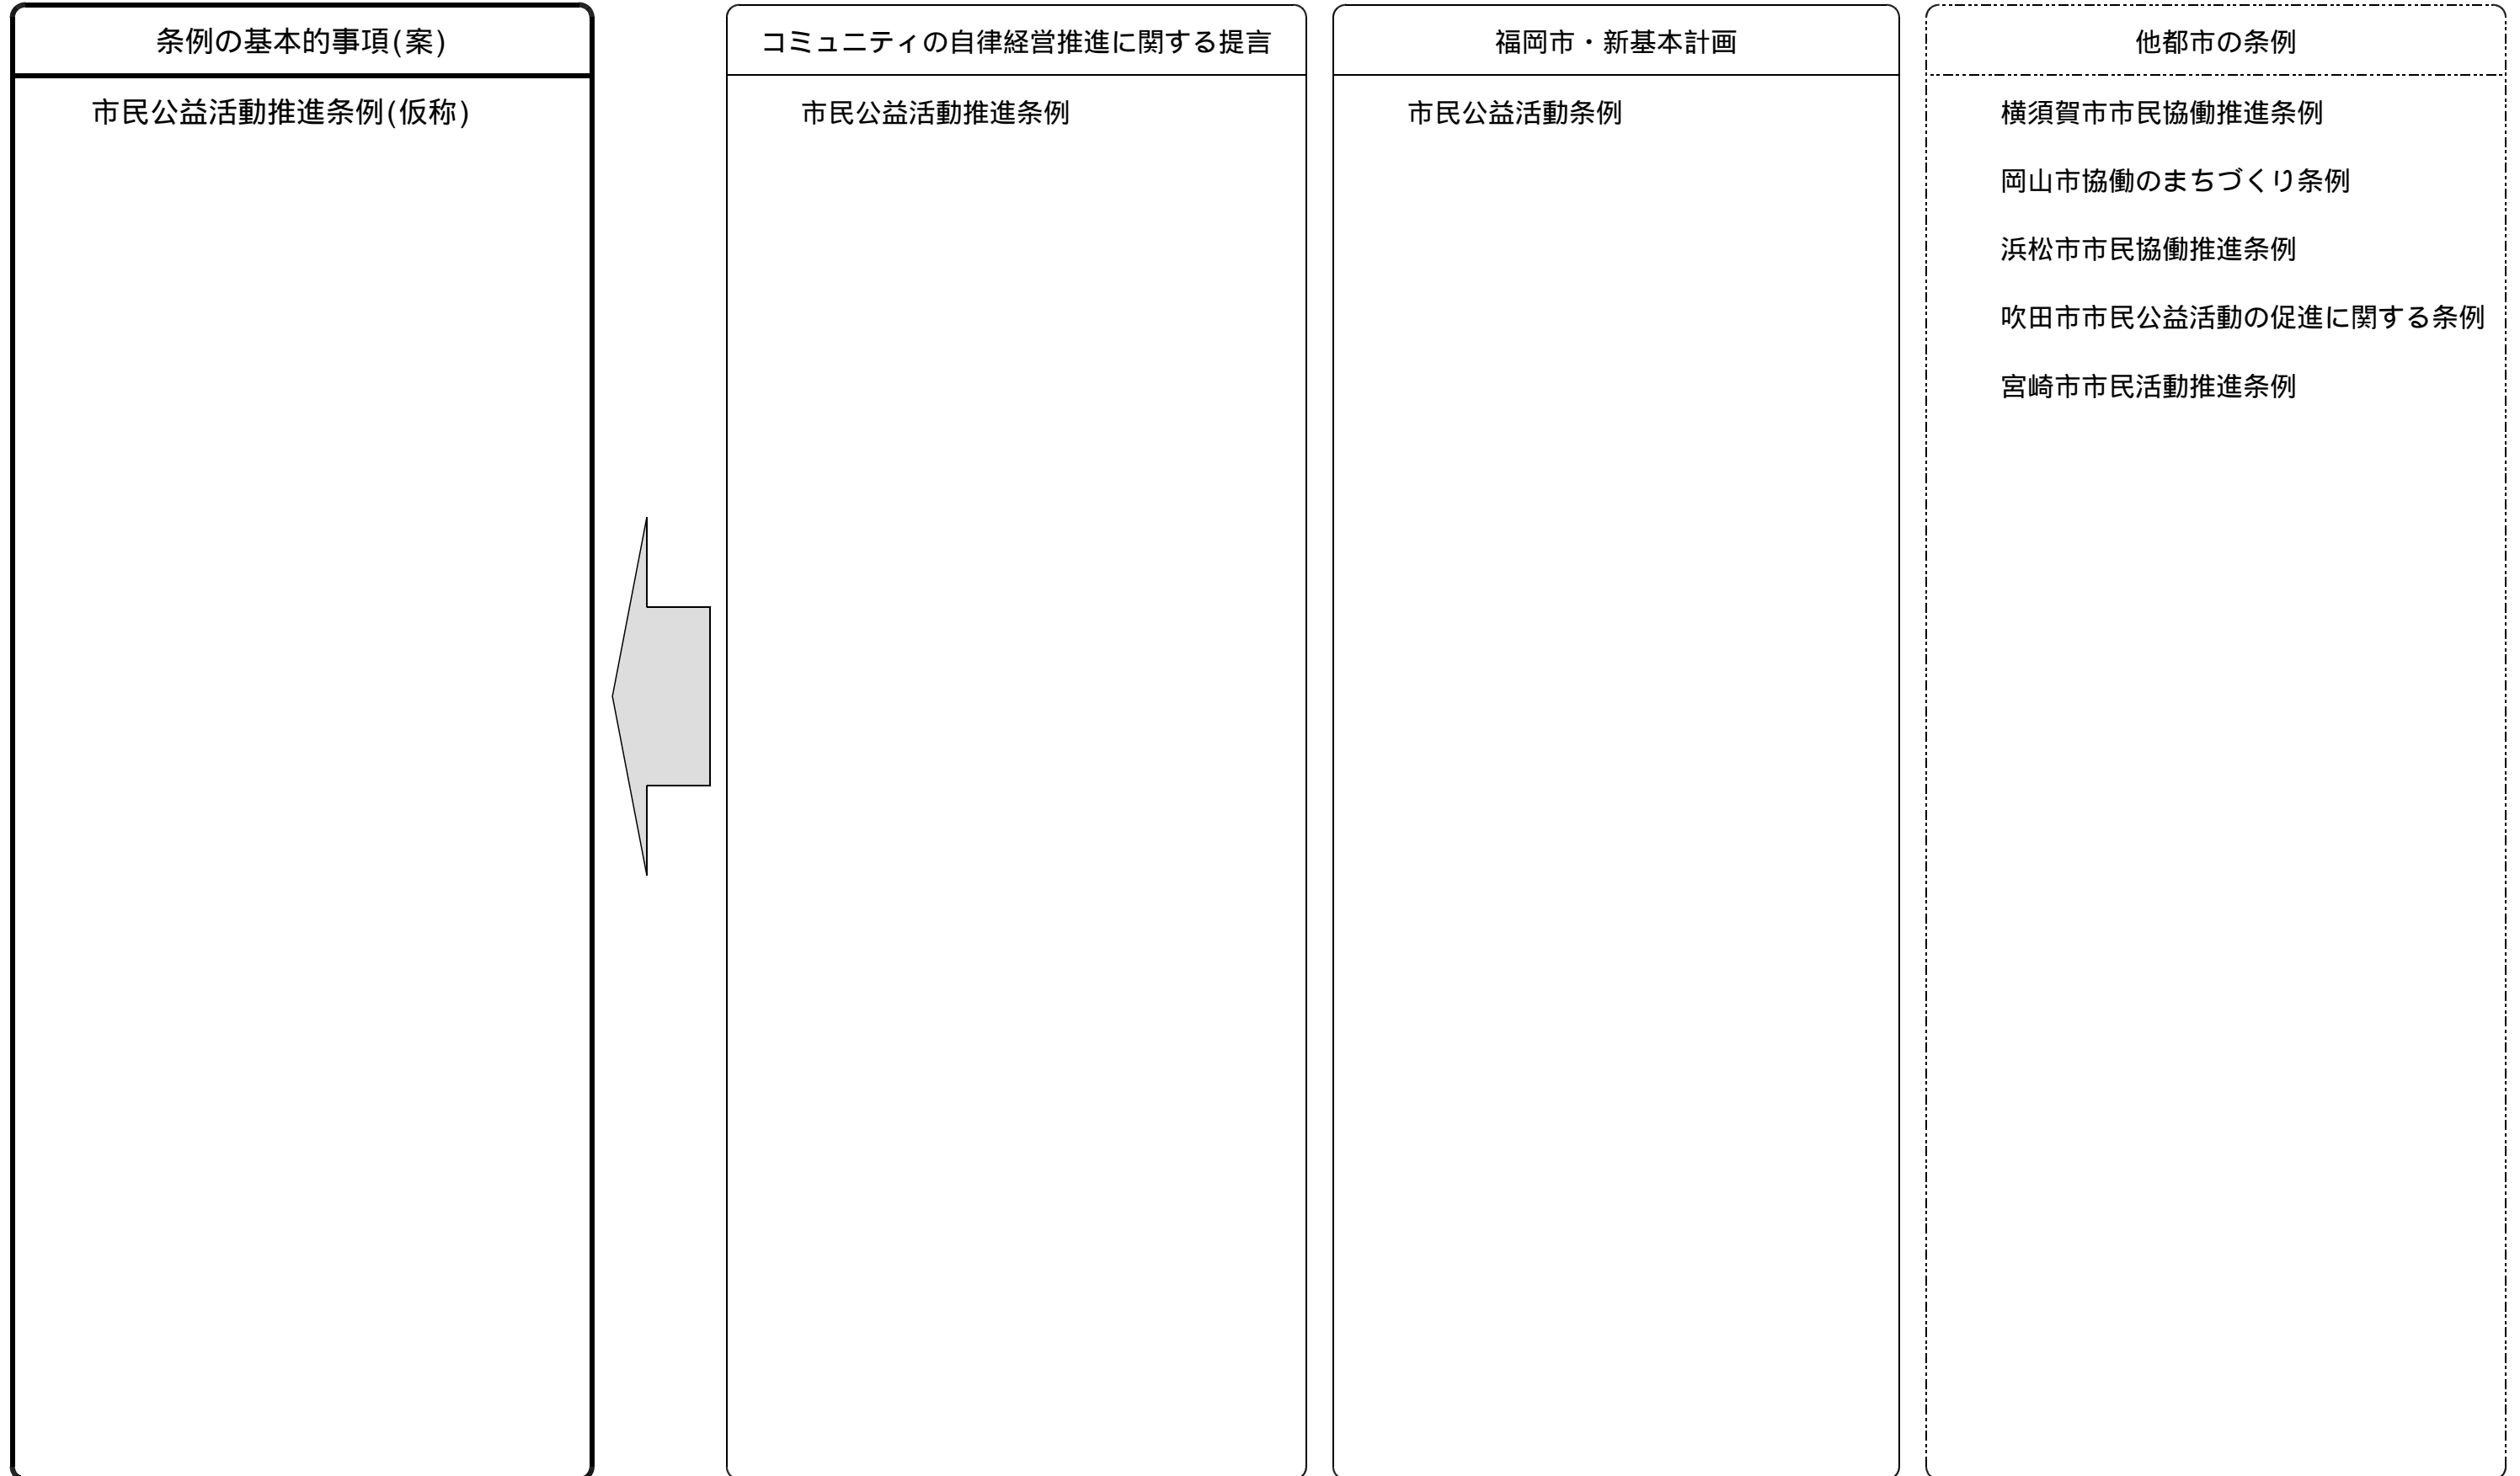 条例の基本的事項(案)
市民公益活動推進条例(仮称)
コミュニティの自律経営推進に関する提言
市民公益活動推進条例
福岡市・新基本計画
市民公益活動条例
他都市の条例
横須賀市市民協働推進条例
岡山市協働のまちづくり条例
浜松市市民協働推進条例
吹田市市民公益活動の促進に関する条例
宮崎市市民活動推進条例